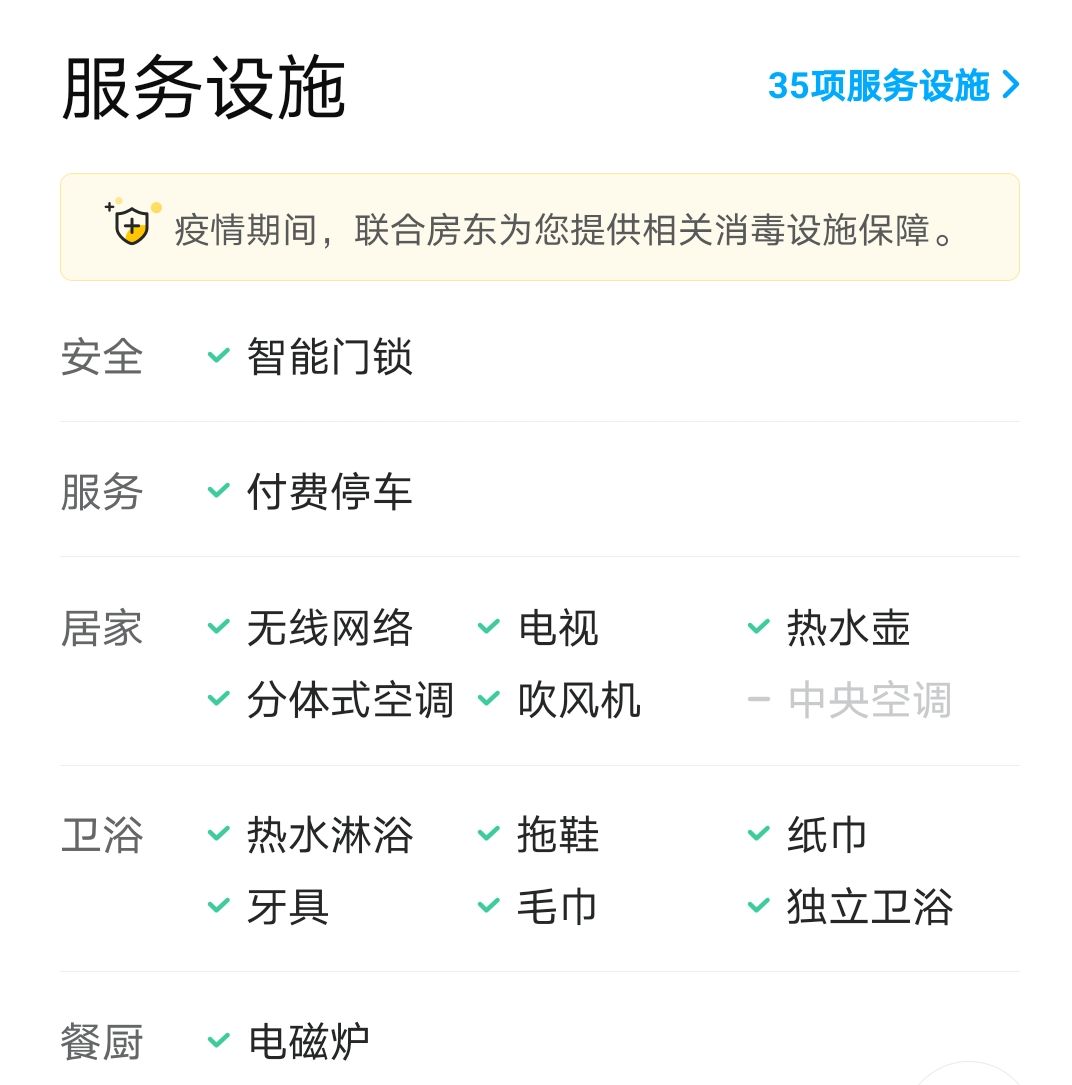 服务设施 35项服务设施
疫情期间，联合房东为您提供相关消毒设施保障。
安全 智能门锁
服务 付费停车
居家 无线网络 电视 热水壶
分体式空调 吹风机 中央空调
卫浴 热水淋浴 拖鞋 纸巾
牙具 毛巾 独立卫浴
餐厨 电磁炉